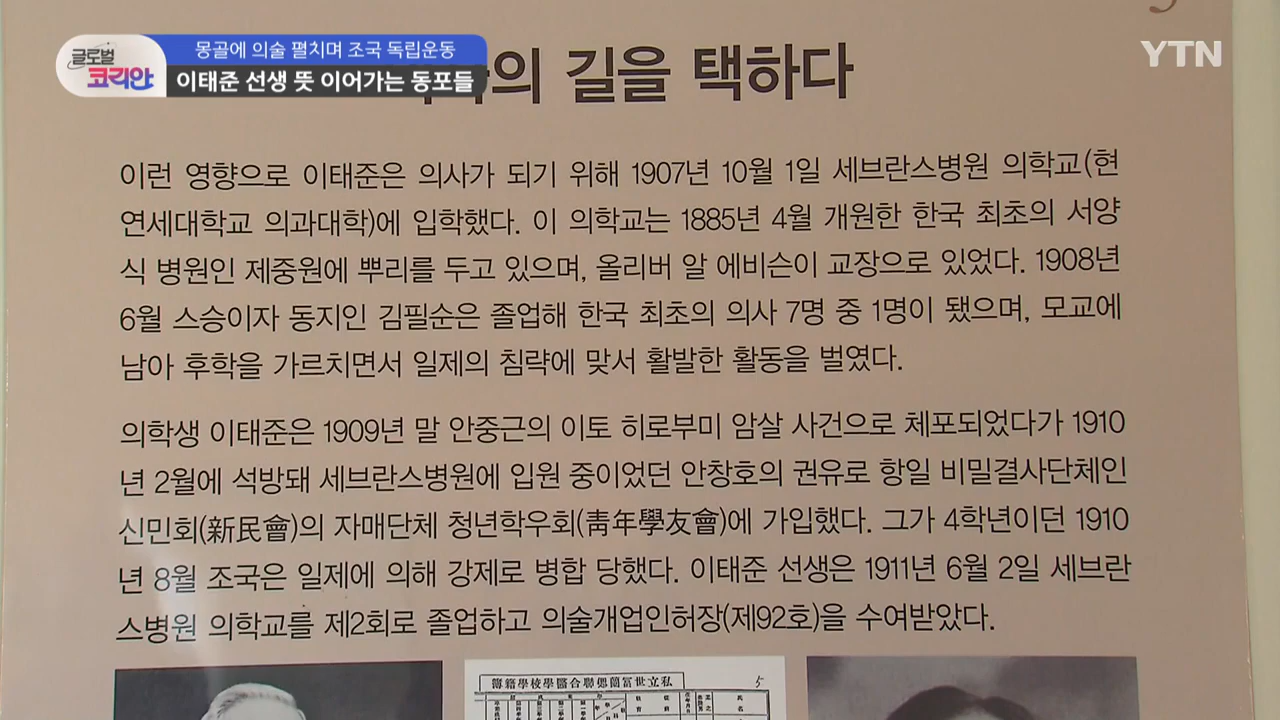 글로벌
코리안
몽골에 의술 펼치며 조국 독립운동
이태준 선생 뜻 이어가는 동포들
YTN
의 길을 택하다
이런 영향으로 이태준은 의사가 되기 위해 1907년 10월 1일 세브란스병원 의학교(현
연세대학교 의과대학)에 입학했다. 이 의학교는 1885년 4월 개원한 한국 최초의 서양
식 병원인 제중원에 뿌리를 두고 있으며, 올리버 알 에비슨이 교장으로 있었다. 1908년
6월 스승이자 동지인 김필순은 졸업해 한국 최초의 의사 7명 중 1명이 됐으며, 모교에
남아 후학을 가르치면서 일제의 침략에 맞서 활발한 활동을 벌였다.
의학생 이태준은 1909년 말 안중근의 이토 히로부미 암살 사건으로 체포되었다가 1910
년 2월에 석방돼 세브란스병원에 입원 중이었던 안창호의 권유로 항일 비밀결사단체인
신민회(新民會)의 자매단체 청년학우회(靑年學友會)에 가입했다. 그가 4학년이던 1910
년 8월 조국은 일제에 의해 강제로 병합 당했다. 이태준 선생은 1911년 6월 2일 세브란
스병원 의학교를 제2회로 졸업하고 의술개업인허장(제92호)을 수여받았다.
簿籍學校學醫合聯偲蘭富世立私